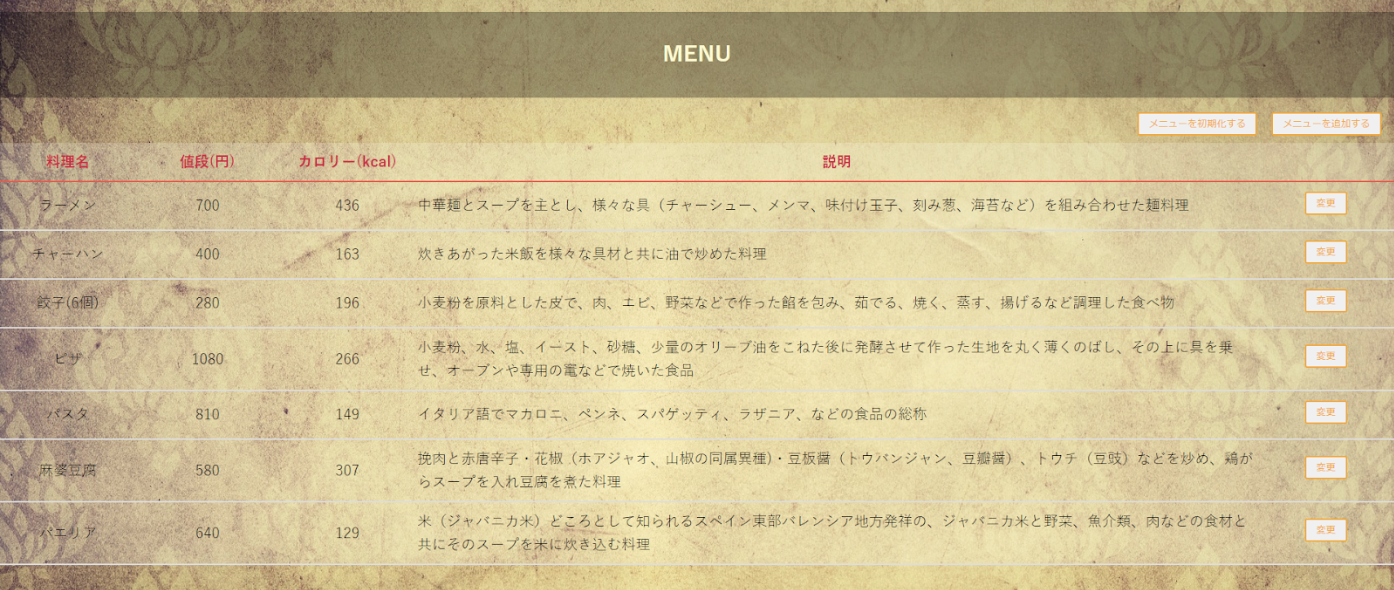 MENU
メニューを初期化する メニューを追加する
料理名 値段(円) カロリー(kcal) 説明
ラーメン 700 436 中華麺とスープを主とし、様々な具（チャーシュー、メンマ、味付け玉子、刻み葱、海苔など）を組み合わせた麺料理 変更
チャーハン 400 163 炊きあがった米飯を様々な具材と共に油で炒めた料理 変更
餃子(6個) 280 196 小麦粉を原料とした皮で、肉、エビ、野菜などで作った餡を包み、茹でる、焼く、蒸す、揚げるなど調理した食べ物 変更
ピザ 1080 266 小麦粉、水、塩、イースト、砂糖、少量のオリーブ油をこねた後に発酵させて作った生地を丸く薄くのばし、その上に具を乗
せ、オーブンや専用の竃などで焼いた食品 変更
パスタ 810 149 イタリア語でマカロニ、ペンネ、スパゲッティ、ラザニア、などの食品の総称 変更
麻婆豆腐 580 307 挽肉と赤唐辛子・花椒（ホアジャオ、山椒の同属異種)・豆板醤（トウバンジャン、豆瓣醤）、トウチ（豆豉）などを炒め、鶏が
らスープを入れ豆腐を煮た料理 変更
パエリア 640 129 米（ジャバニカ米）どころとして知られるスペイン東部バレンシア地方発祥の、ジャバニカ米と野菜、魚介類、肉などの食材と
共にそのスープを米に炊き込む料理 変更